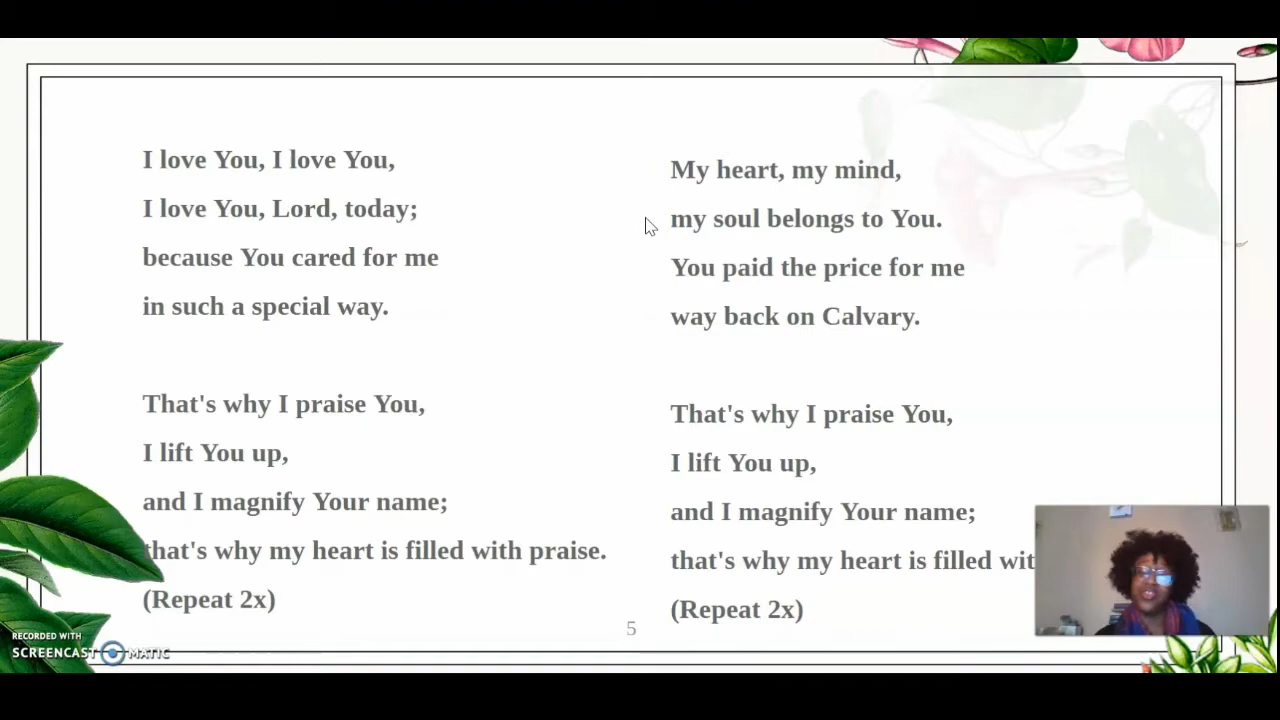 I love You, I love You,
I love You, Lord, today;
because You cared for me
in such a special way.
That's why I praise You,
I lift You up,
and I magnify Your name;
that's why my heart is filled with praise.
(Repeat 2x)
My heart, my mind,
my soul belongs to You.
You paid the price for me
way back on Calvary.
That's why I praise You,
I lift You up,
and I magnify Your name;
that's why my heart is filled wit
(Repeat 2x)
5
RECORDED WITH
SCREENCAST MATIC